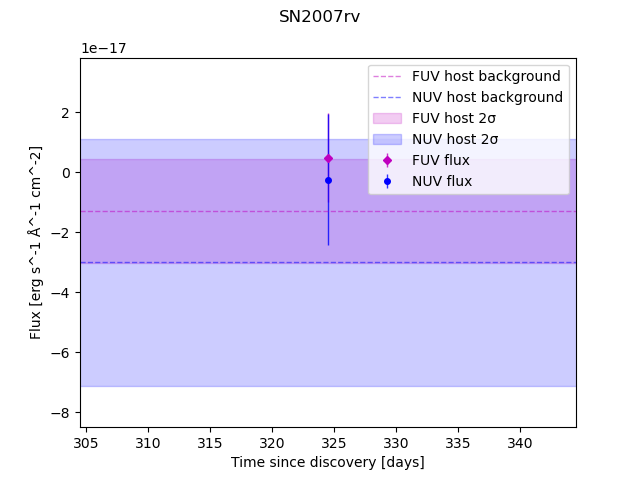 SN2007rv
1e−17
FUV host background
NUV host background
FUV host 2σ
NUV host 2σ
FUV flux
NUV flux
2
0
−2
−4
−6
−8
Flux [erg s^-1 Å^-1 cm^-2]
305 310 315 320 325 330 335 340
Time since discovery [days]